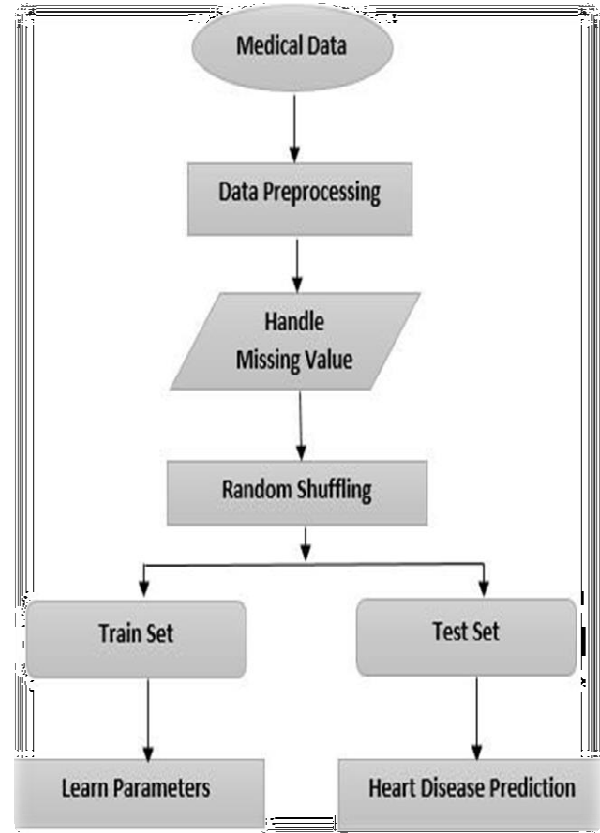 Medical Data
Data Preprocessing
Handle
Missing Value
Random Shuffling
Train Set
Test Set
Learn Parameters
Heart Disease Prediction